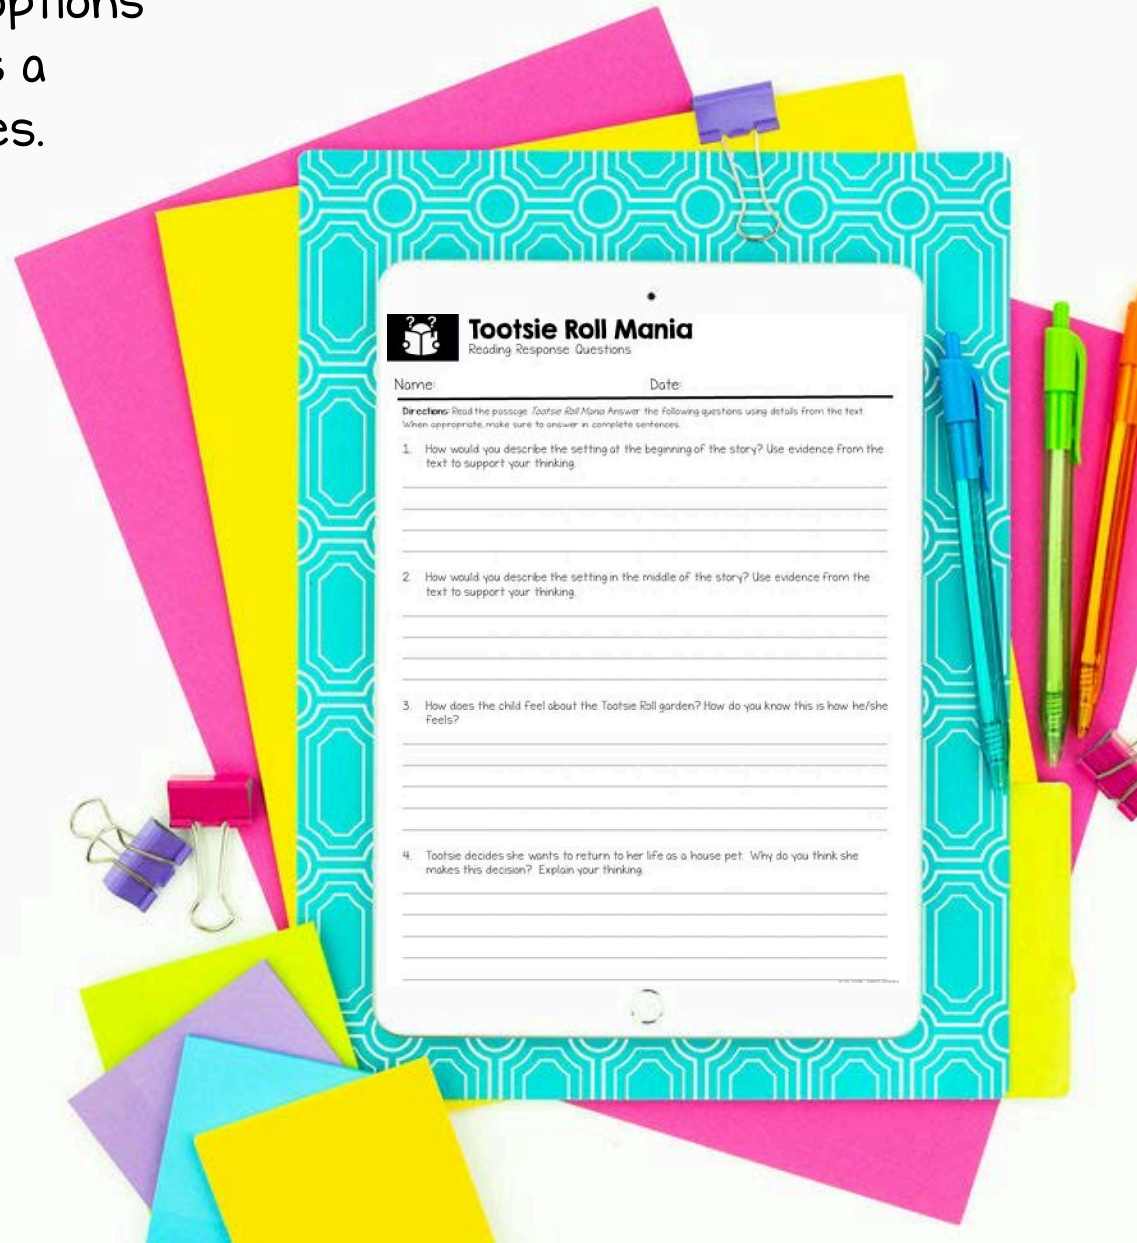 options
s a
es.
Tootsie Roll Mania
Reading Response Questions
Name:
Date:
Directions: Read the passage Tootsie Roll Mania. Answer the following questions using details from the text.
When appropriate, make sure to answer in complete sentences.
1. How would you describe the setting at the beginning of the story? Use evidence from the
text to support your thinking.
2. How would you describe the setting in the middle of the story? Use evidence from the
text to support your thinking.
3. How does the child feel about the Tootsie Roll garden? How do you know this is how he/she
feels?
4. Tootsie decides she wants to return to her life as a house pet. Why do you think she
makes this decision? Explain your thinking.